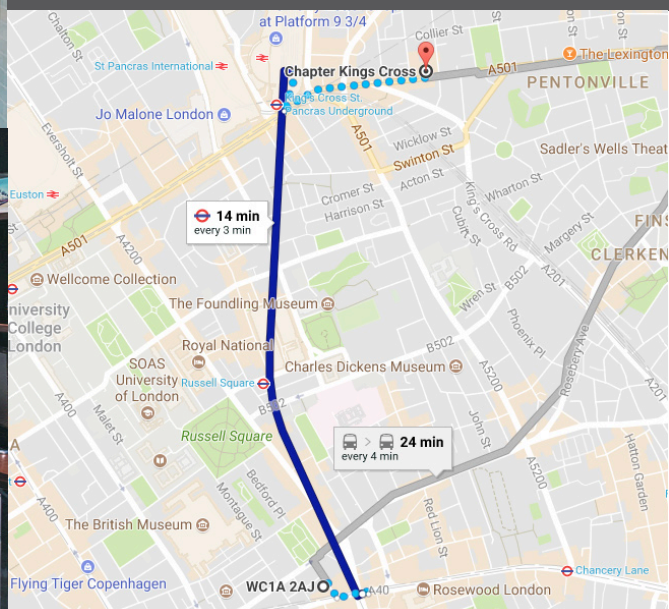 at Platform 9 3/4
Chalton St
Collier St
St Pancras International
Chapter Kings Cross
A501
The Lexington
PENTONVILLE
King's Cross St.
Pancras Underground
Jo Malone London
A501
Wicklow St
Swinton St
Sadler's Wells Theat
Eversholt St
Acton St
Euston
Cromer St
Wharton St
Harrison St
14 min
every 3 min
King's Cross Rd
Cubitt St
Margery St
FINS
A501
A4200
CLERKEN
B502
A201
Wellcome Collection
Wren St
niversity
College
London
The Foundling Museum
Phoenix Pl
Royal National
B502
Rosebery Ave
SOAS
University
of London
Charles Dickens Museum
A5200
Russell Square
A400
Malet St
B502
John St
A201
A
Russell Square
24 min
every 4 min
Hatton Garden
Bedford Pl
A5200
Montague St
A40
The British Museum
Red Lion St
Flying Tiger Copenhagen
WC1A 2AJ
A40
Rosewood London
Chancery Lane